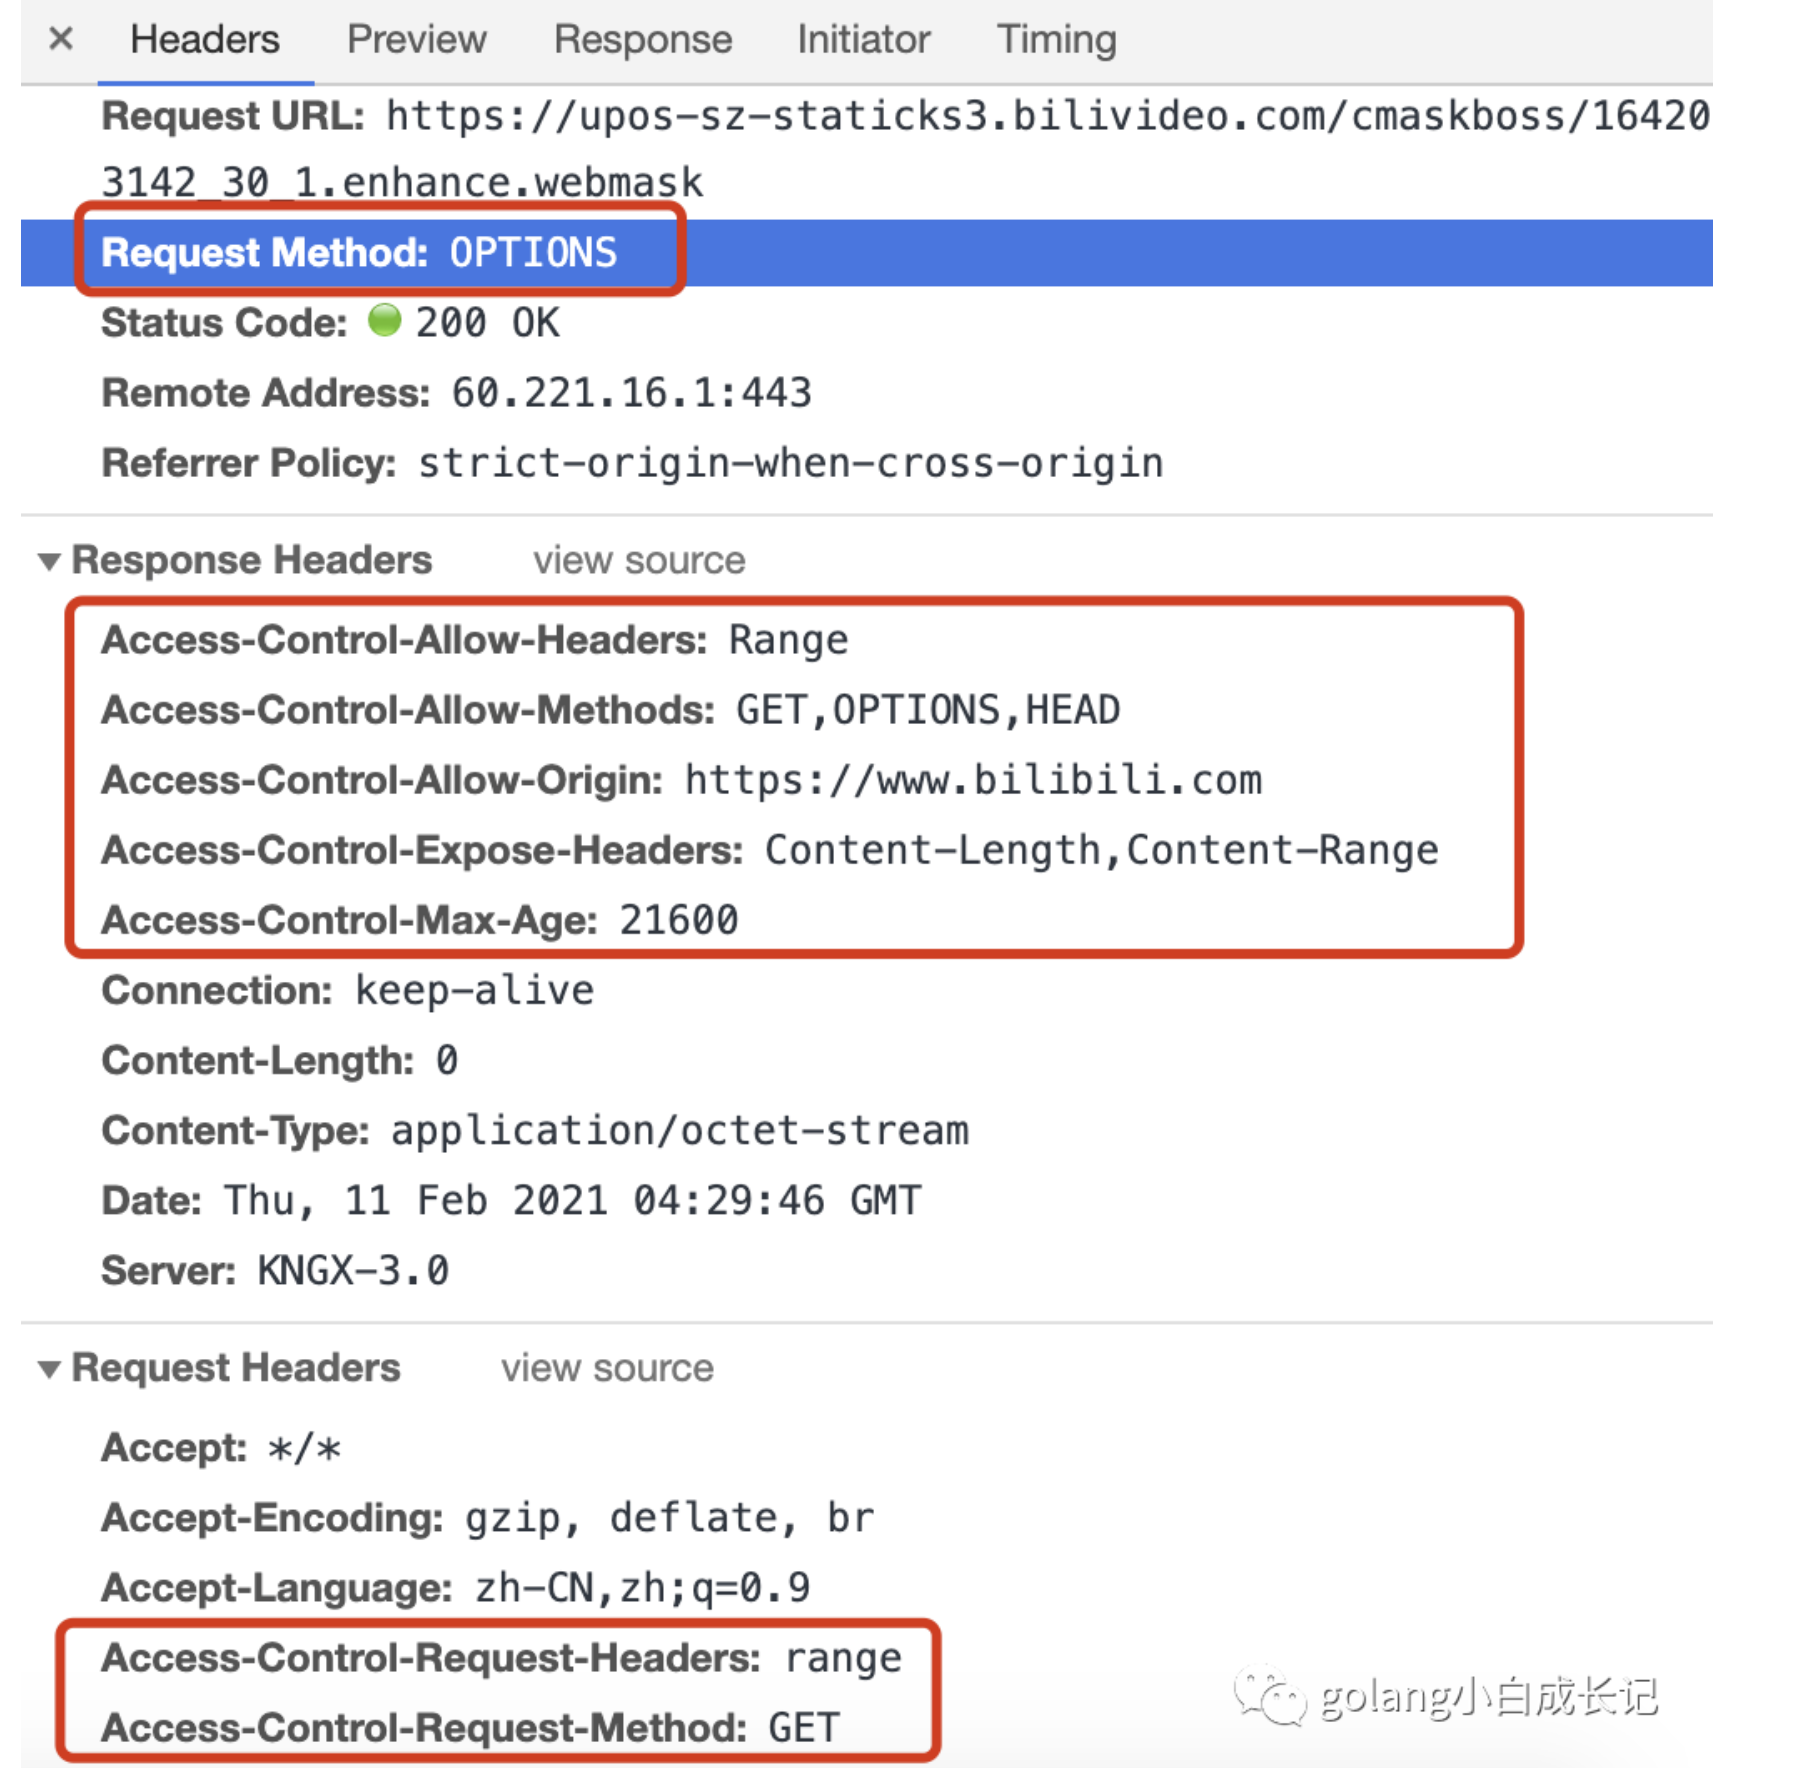 × Headers Preview Response Initiator Timing
Request URL: https://upos-sz-staticks3.bilivideo.com/cmaskboss/16420
3142_30_1.enhance.webmask
Request Method: OPTIONS
Status Code: 200 OK
Remote Address: 60.221.16.1:443
Referrer Policy: strict-origin-when-cross-origin
Response Headers view source
Access-Control-Allow-Headers: Range
Access-Control-Allow-Methods: GET,OPTIONS,HEAD
Access-Control-Allow-Origin: https://www.bilibili.com
Access-Control-Expose-Headers: Content-Length,Content-Range
Access-Control-Max-Age: 21600
Connection: keep-alive
Content-Length: 0
Content-Type: application/octet-stream
Date: Thu, 11 Feb 2021 04:29:46 GMT
Server: KNGX-3.0
Request Headers view source
Accept: */*
Accept-Encoding: gzip, deflate, br
Accept-Language: zh-CN,zh;q=0.9
Access-Control-Request-Headers: range
Access-Control-Request-Method: GET
golang小白成长记